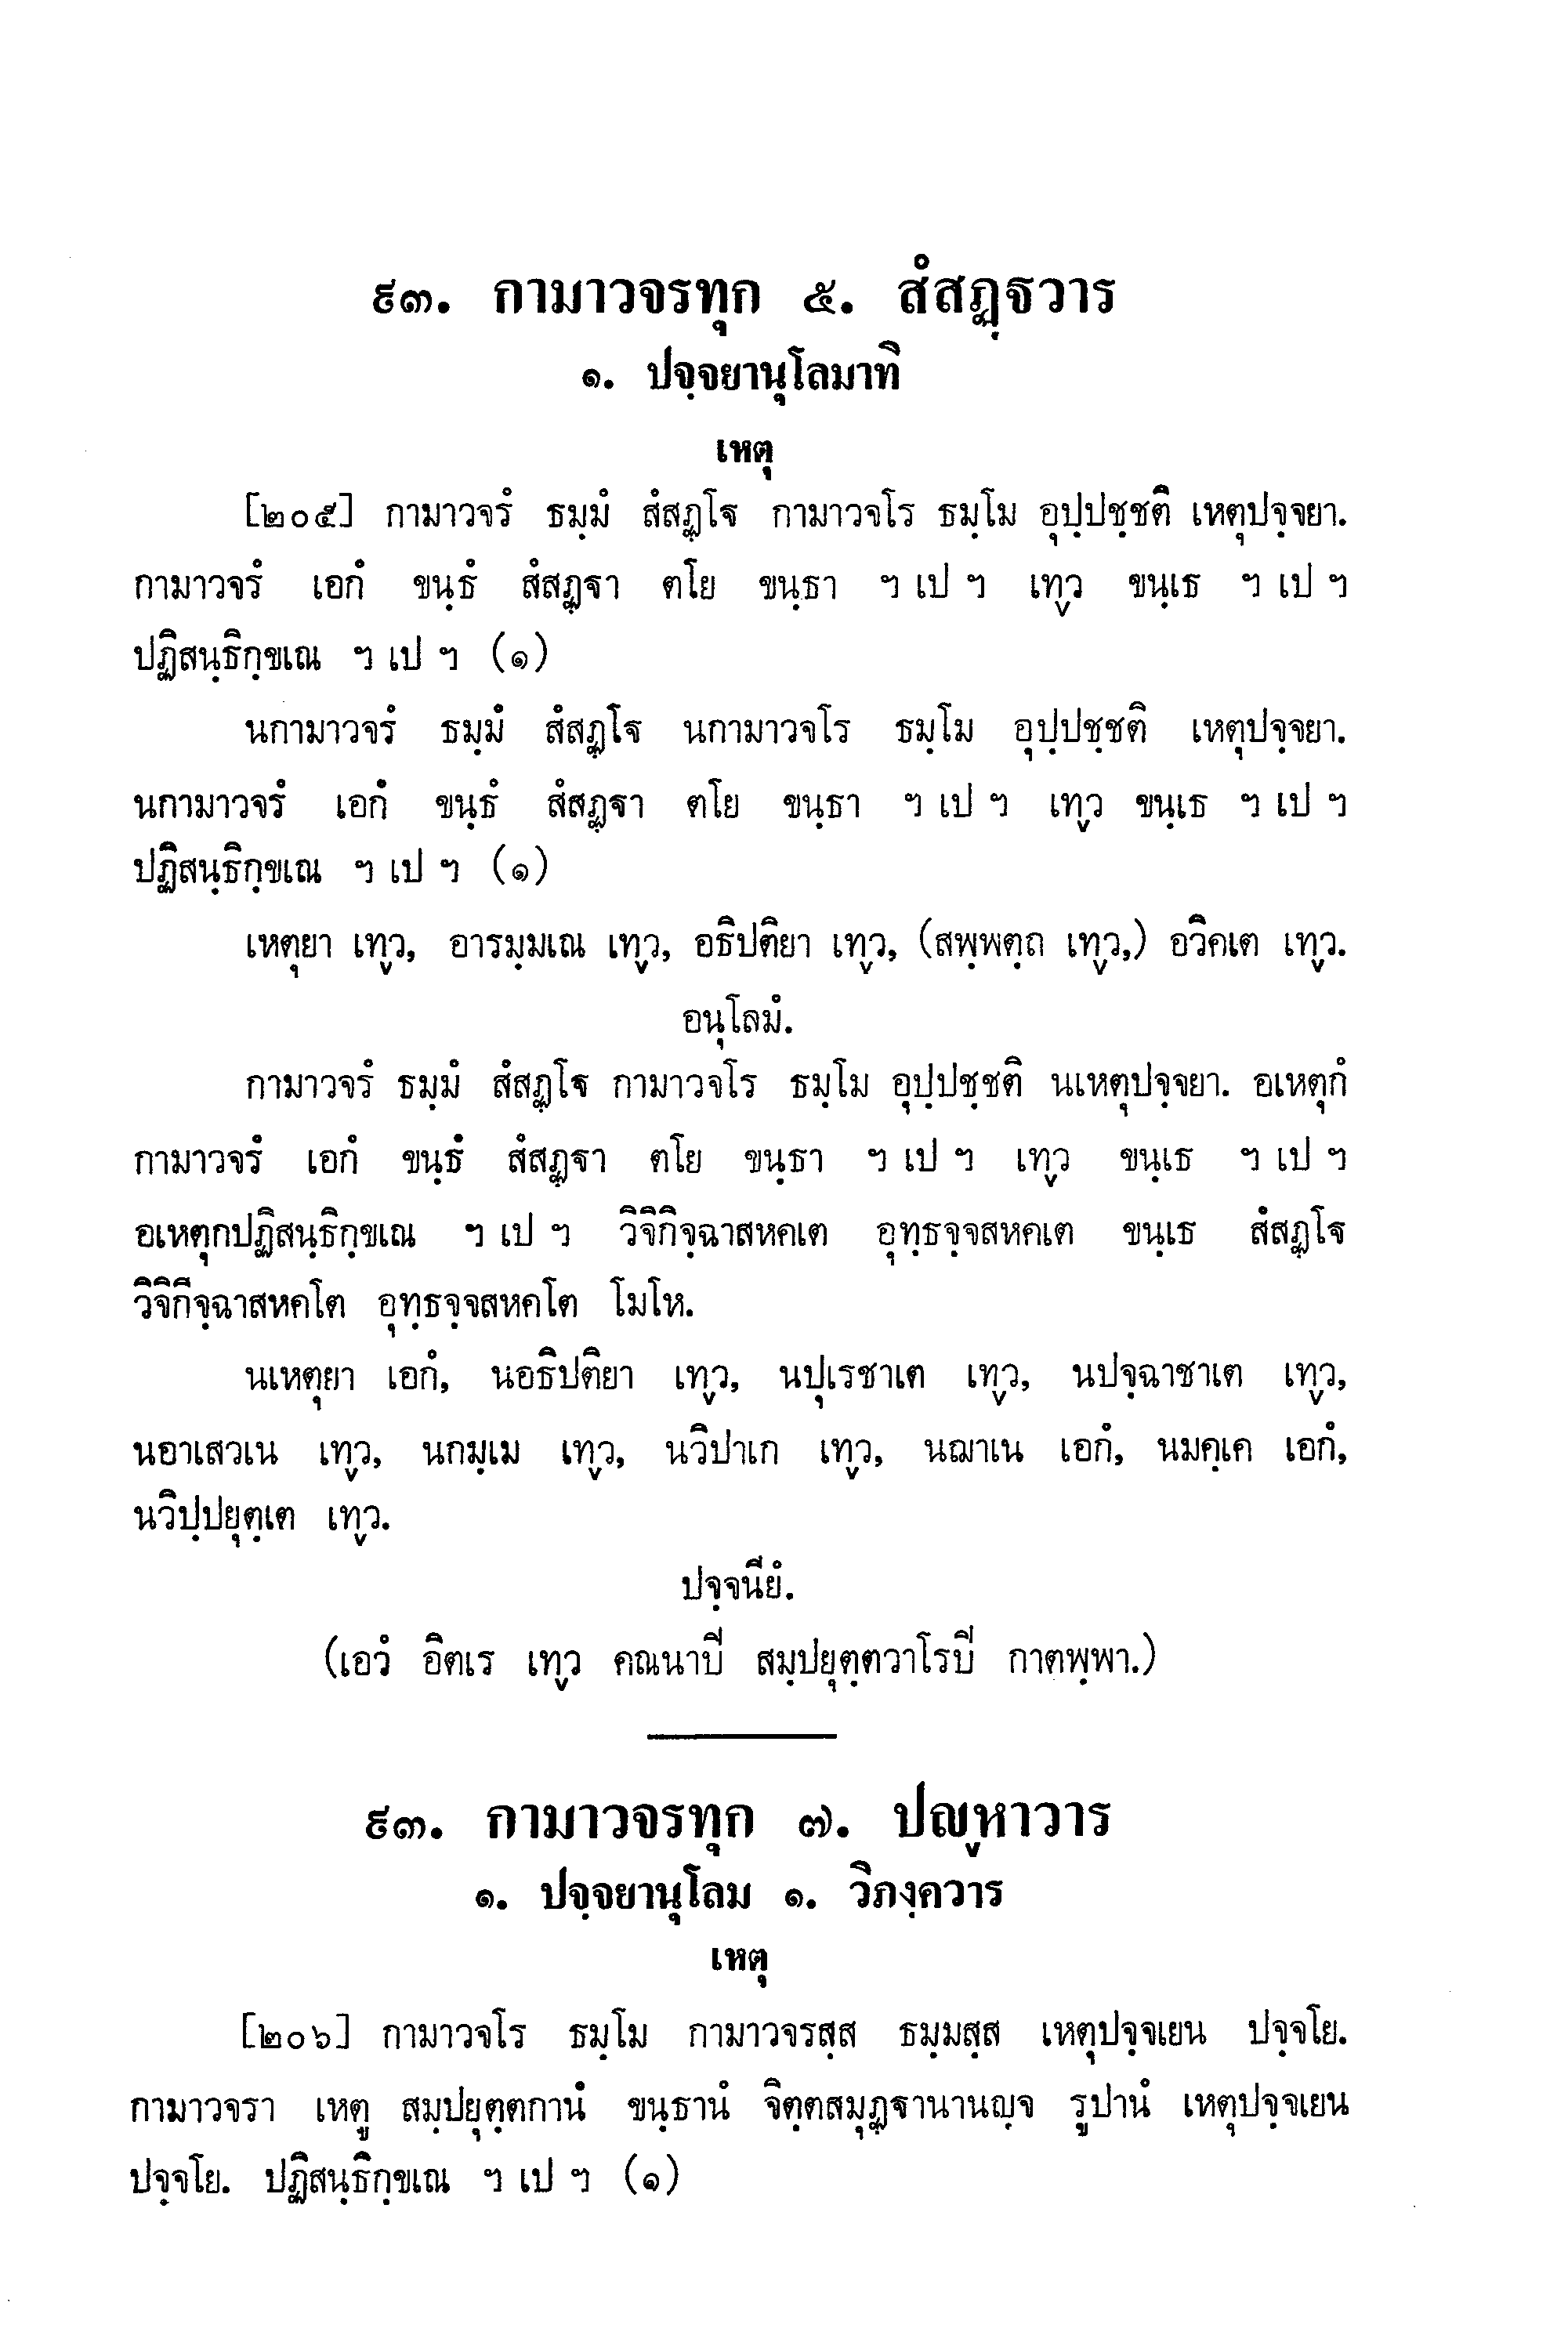 ๙๓. กามาวจรทุก ๕. สํสฏฺฐวาร
๑. ปจฺจยานุโลมาทิ
เหตุ
[๒๐๕] กามาวจรํ ธมฺมํ สํสฏฺโฐ กามาวจโร ธมฺโม อุปฺปชฺชติ เหตุปจฺจยา.
กามาวจรํ เอกํ ขนฺธํ สํสฏฺฐา ตโย ขนฺธา ฯ เป ฯ เทฺว ขนฺเธ ฯ เป ฯ
ปฏิสนฺธิกฺขเณ ฯ เป ฯ (๑)
นกามาวจรํ ธมฺมํ สํสฏฺโฐ นกามาวจโร ธมฺโม อุปฺปชฺชติ เหตุปจฺจยา.
นกามาวจรํ เอกํ ขนฺธํ สํสฏฺฐา ตโย ขนฺธา ฯ เป ฯ เทฺว ขนฺเธ ฯ เป ฯ
ปฏิสนฺธิกฺขเณ ฯ เป ฯ (๑)
เหตุยา เทฺว, อารมฺมเณ เทฺว, อธิปติยา เทฺว, (สพฺพตฺถ เทฺว,) อวิคเต เทฺว.
อนุโลมํ.
กามาวจรํ ธมฺมํ สํสฏฺโฐ กามาวจโร ธมฺโม อุปฺปชฺชติ นเหตุปจฺจยา. อเหตุกํ
กามาวจรํ เอกํ ขนฺธํ สํสฏฺฐา ตโย ขนฺธา ฯ เป ฯ เทฺว ขนฺเธ ฯ เป ฯ
อเหตุกปฏิสนฺธิกฺขเณ ฯ เป ฯ วิจิกิจฺฉาสหคเต อุทฺธจฺจสหคเต ขนฺเธ สํสฏฺโฐ
วิจิกิจฺฉาสหคโต อุทฺธจฺจสหคโต โมโห.
นเหตุยา เอกํ, นอธิปติยา เทฺว, นปุเรชาเต เทฺว, นปจฺฉาชาเต เทฺว,
นอาเสวเน เทฺว, นกมฺเม เทฺว, นวิปาเก เทฺว, นฌาเน เอกํ, นมคฺเค เอกํ,
นวิปฺปยุตฺเต เทฺว.
ปจฺจนียํ.
(เอวํ อิตเร เทฺว คณนาปิ สมฺปยุตฺตวาโรปิ กาตพฺพา.)
๙๓. กามาวจรทุก ๗. ปญฺหาวาร
๑. ปจฺจยานุโลม ๑. วิภงฺควาร
เหตุ
[๒๐๖] กามาวจโร ธมฺโม กามาวจรสฺส ธมฺมสฺส เหตุปจฺจเยน ปจฺจโย.
กามาวจรา เหตู สมฺปยุตฺตกานํ ขนฺธานํ จิตฺตสมุฏฺฐานานญฺจ รูปานํ เหตุปจฺจเยน
ปจฺจโย. ปฏิสนฺธิกฺขเณ ฯ เป ฯ (๑)